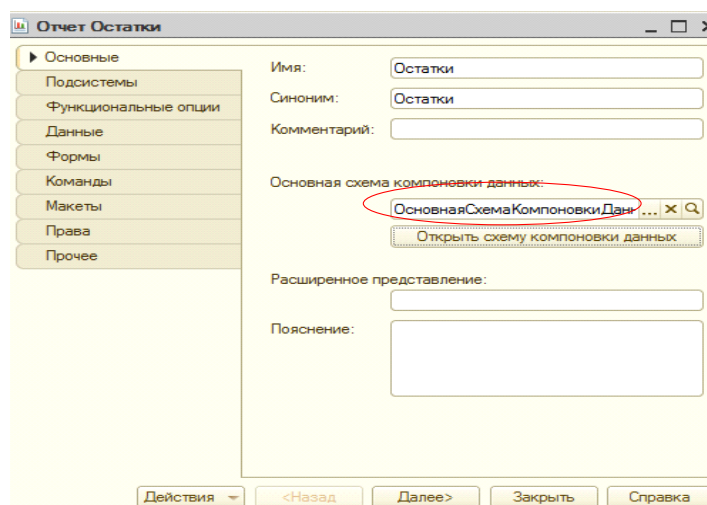 Отчет Остатки
Основные
Подсистемы
Функциональные опции
Данные
Формы
Команды
Макеты
Права
Прочее
Имя: Остатки
Синоним: Остатки
Комментарий:
Основная схема компоновки данных:
ОсновнаяСхемаКомпоновкиДанн ...
Открыть схему компоновки данных
Расширенное представление:
Пояснение:
Действия <Назад Далее> Закрыть Справка